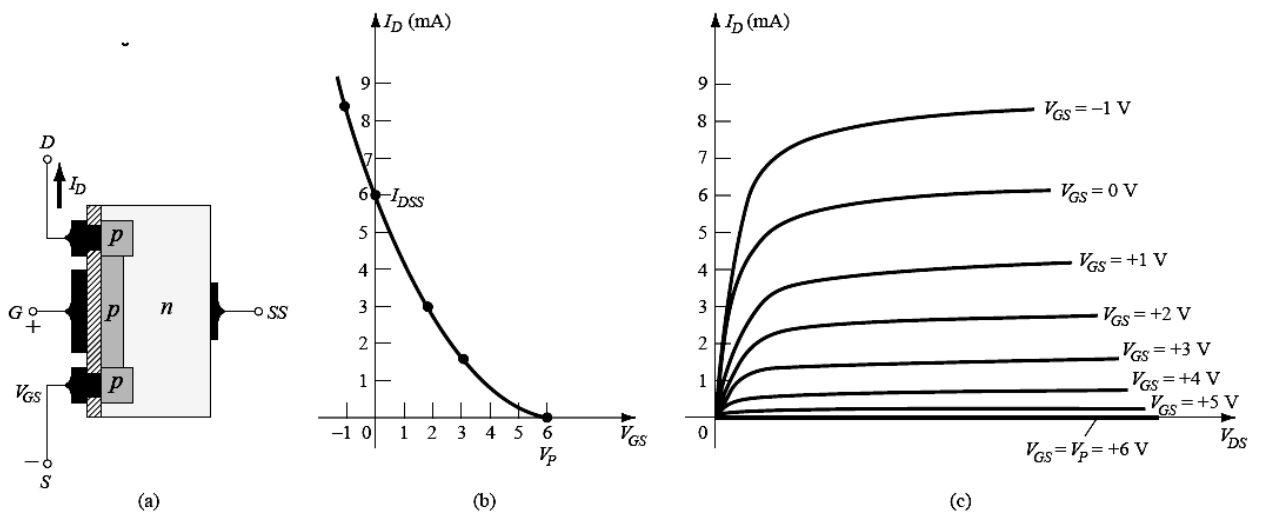 D
I_D
p
G
+
p
n
SS
p
V_GS
−
S
(a)
I_D (mA)
9
8
7
6
I_DSS
5
4
3
2
1
−1 0 1 2 3 4 5 6 V_GS
V_P
(b)
I_D (mA)
9
8
7
6
5
4
3
2
1
0
V_GS = −1 V
V_GS = 0 V
V_GS = +1 V
V_GS = +2 V
V_GS = +3 V
V_GS = +4 V
V_GS = +5 V
V_DS
V_GS = V_P = +6 V
(c)